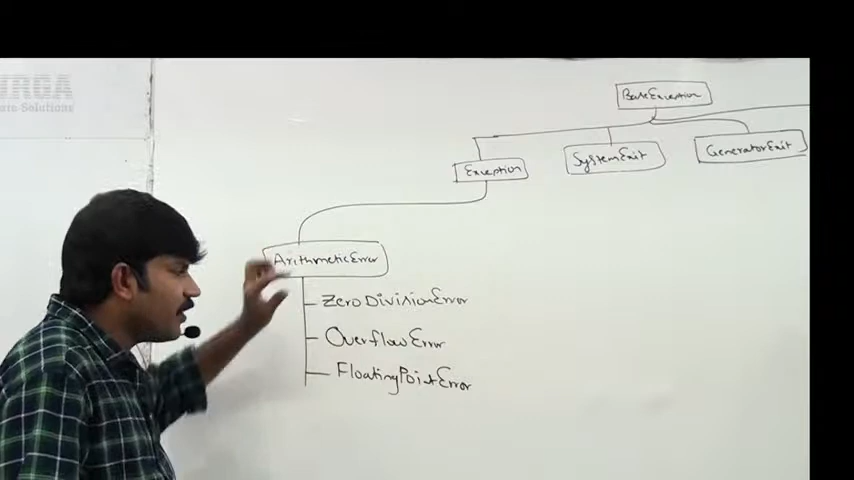 BaseException
Exception
SystemExit
GeneratorExit
ArithmeticError
ZeroDivisionError
OverflowError
FloatingPointError